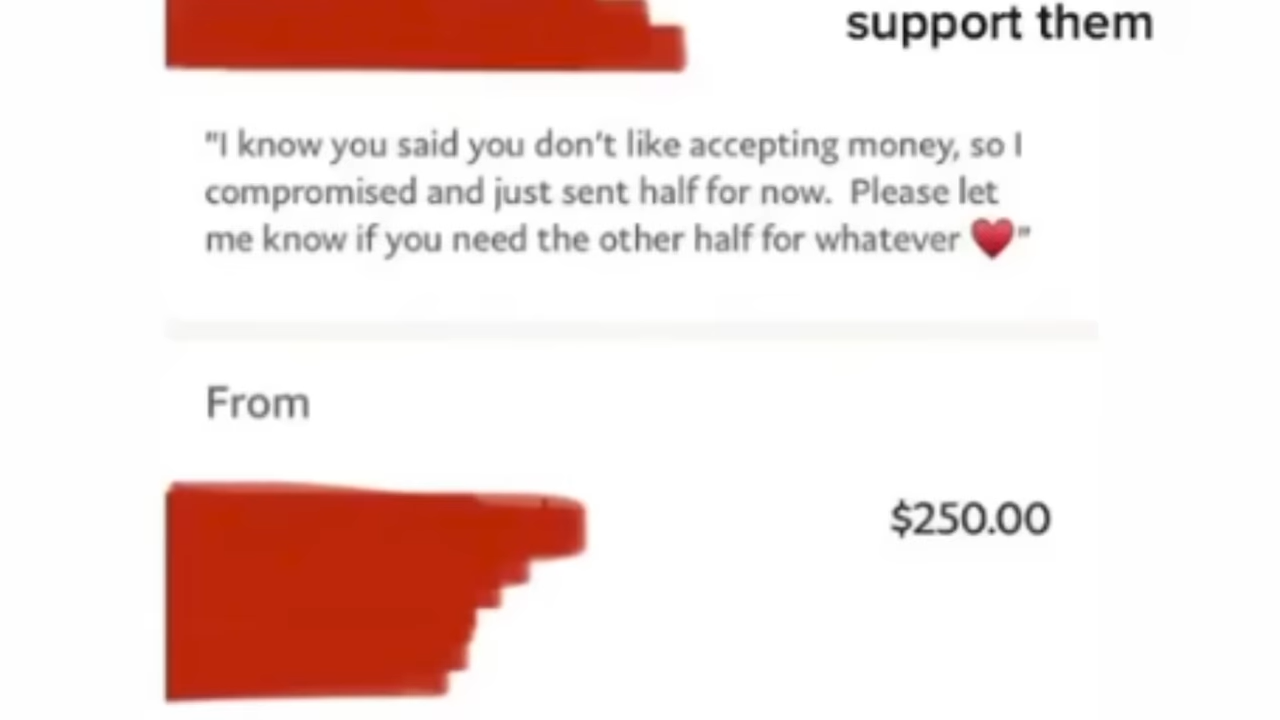 support them
"I know you said you don't like accepting money, so I
compromised and just sent half for now.  Please let
me know if you need the other half for whatever ♥"
From
$250.00